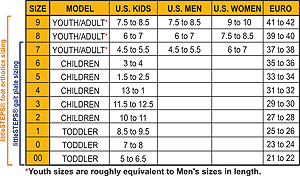 SIZE MODEL U.S. KIDS U.S. MEN U.S. WOMEN EURO
9 YOUTH/ADULT* 7.5 to 8.5 7.5 to 8.5 9 to 10 41 to 42
8 YOUTH/ADULT* 6 to 7 6 to 7 7.5 to 8.5 39 to 40
7 YOUTH/ADULT* 4.5 to 5.5 4.5 to 5.5 6 to 7 37 to 38
6 CHILDREN 3 to 4 35 to 36
5 CHILDREN 1.5 to 2.5 33 to 34
4 CHILDREN 13 to 1 31 to 32
3 CHILDREN 11.5 to 12.5 29 to 30
2 CHILDREN 10 to 11 27 to 28
1 TODDLER 8.5 to 9.5 25 to 26
0 TODDLER 7 to 8 23 to 24
00 TODDLER 5 to 6.5 21 to 22
*Youth sizes are roughly equivalent to Men's sizes in length.
littleSTEPS® foot orthotics sizing
littleSTEPS® gait plate sizing